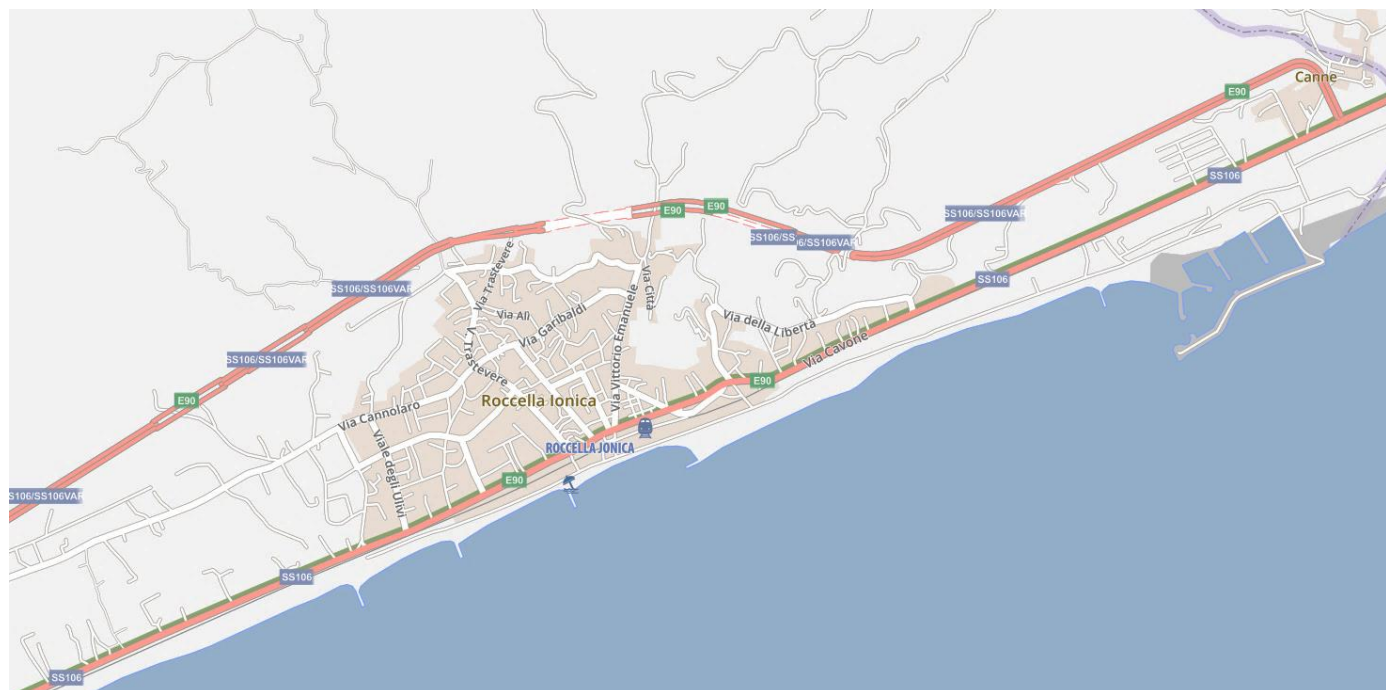 Canne
E90
SS106
E90
E90
SS106/SS106VAR
SS106/SS
6/SS106VAR
Via Trastevere
Via Città
SS106/SS106VAR
SS106
Via Alì
Via Garibaldi
Via Vittorio Emanuele
Via della Libertà
V. Trastevere
SS106/SS106VAR
Via Cavone
E90
E90
Roccella Ionica
Via Cannolaro
ROCCELLA JONICA
Viale degli Ulivi
E90
S106/SS106VAR
SS106
SS106